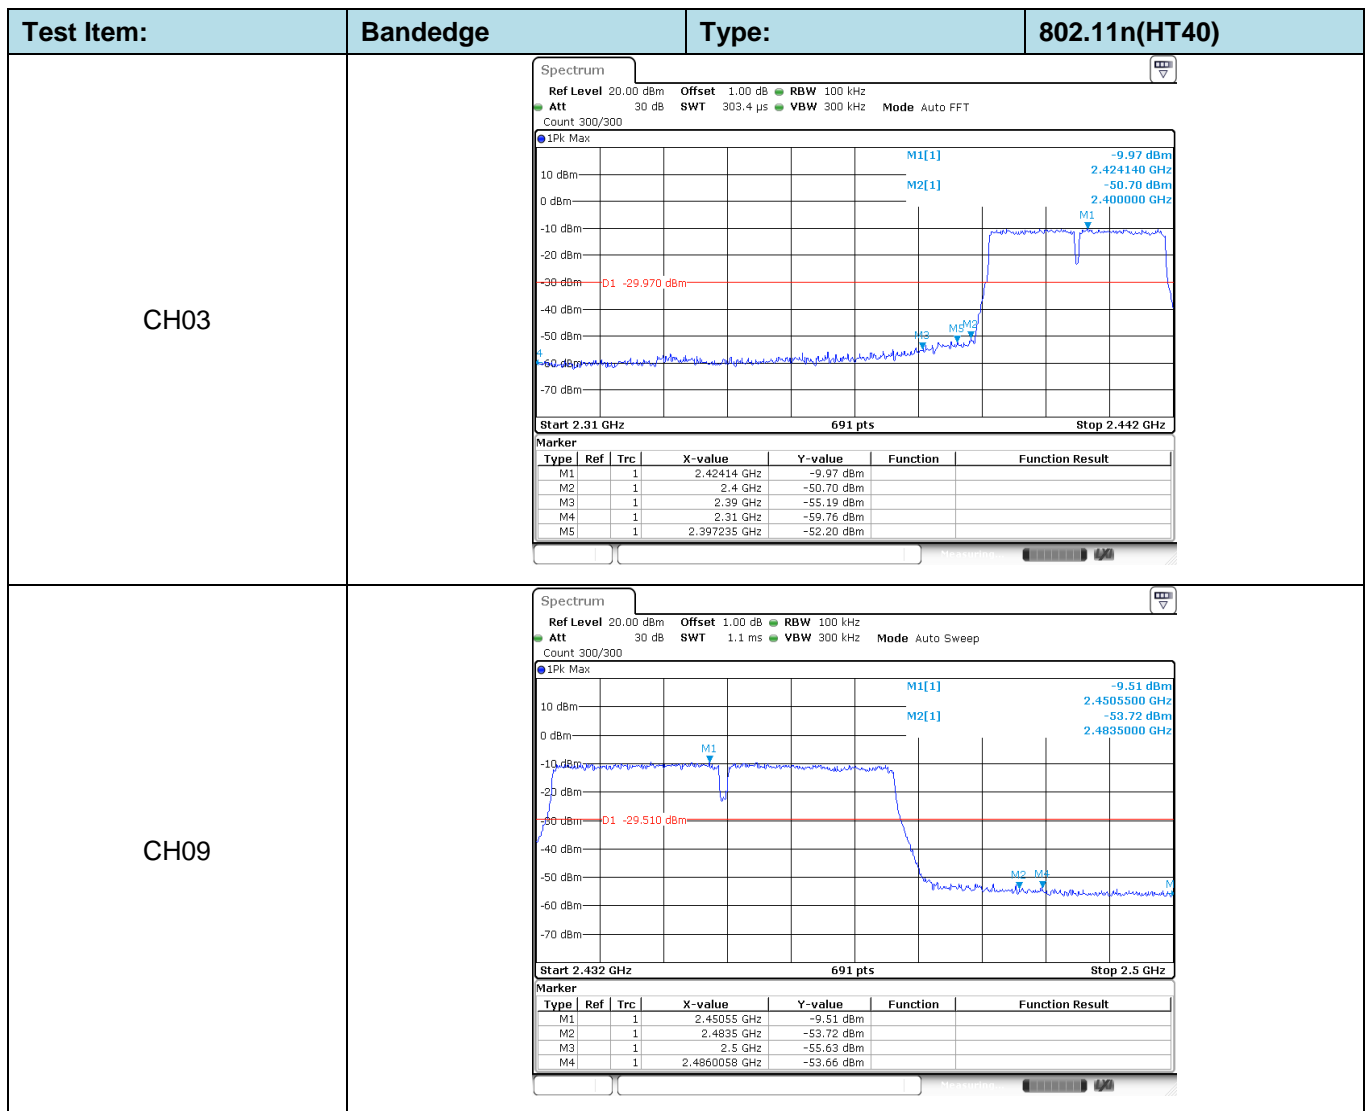 Test Item: Bandedge Type: 802.11n(HT40)
CH03
Spectrum
Ref Level 20.00 dBm Offset 1.00 dB RBW 100 kHz
Att 30 dB SWT 303.4 µs VBW 300 kHz Mode Auto FFT
Count 300/300
1Pk Max
M1[1] -9.97 dBm
2.424140 GHz
M2[1] -50.70 dBm
2.400000 GHz
10 dBm
0 dBm
M1
-10 dBm
-20 dBm
-30 dBm
D1 -29.970 dBm
-40 dBm
-50 dBm
M3 M5 M2
4
-60 dBm
-70 dBm
Start 2.31 GHz 691 pts Stop 2.442 GHz
Marker
Type Ref Trc X-value Y-value Function Function Result
M1 1 2.42414 GHz -9.97 dBm
M2 1 2.4 GHz -50.70 dBm
M3 1 2.39 GHz -55.19 dBm
M4 1 2.31 GHz -59.76 dBm
M5 1 2.397235 GHz -52.20 dBm
Measuring...
CH09
Spectrum
Ref Level 20.00 dBm Offset 1.00 dB RBW 100 kHz
Att 30 dB SWT 1.1 ms VBW 300 kHz Mode Auto Sweep
Count 300/300
1Pk Max
M1[1] -9.51 dBm
2.4505500 GHz
M2[1] -53.72 dBm
2.4835000 GHz
10 dBm
0 dBm
M1
-10 dBm
-20 dBm
-30 dBm
D1 -29.510 dBm
-40 dBm
-50 dBm
M2 M4 M
-60 dBm
-70 dBm
Start 2.432 GHz 691 pts Stop 2.5 GHz
Marker
Type Ref Trc X-value Y-value Function Function Result
M1 1 2.45055 GHz -9.51 dBm
M2 1 2.4835 GHz -53.72 dBm
M3 1 2.5 GHz -55.63 dBm
M4 1 2.4860058 GHz -53.66 dBm
Measuring...